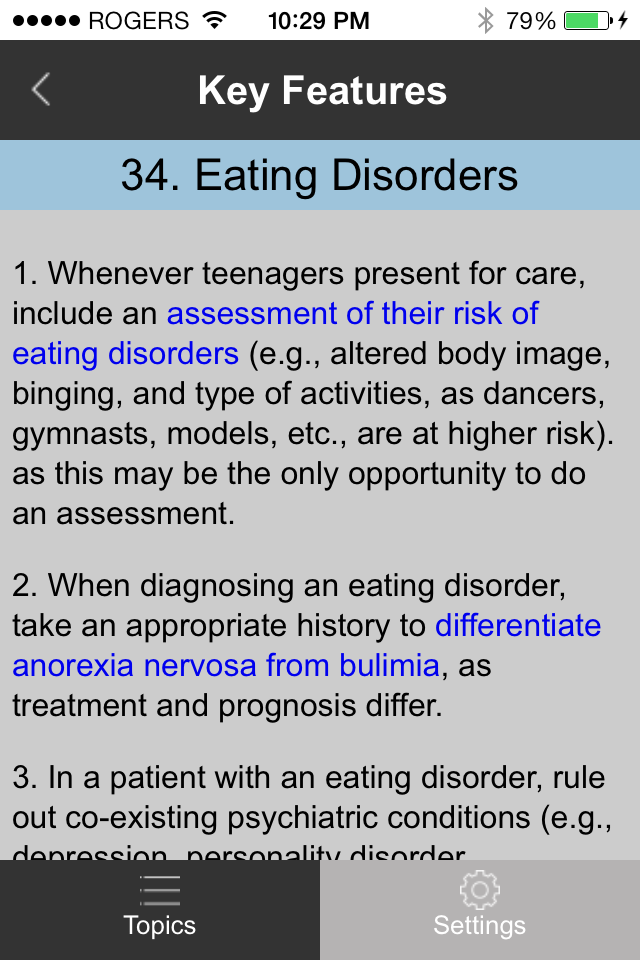 ROGERS 10:29 PM 79%
Key Features
34. Eating Disorders
1. Whenever teenagers present for care,
include an assessment of their risk of
eating disorders (e.g., altered body image,
binging, and type of activities, as dancers,
gymnasts, models, etc., are at higher risk).
as this may be the only opportunity to do
an assessment.
2. When diagnosing an eating disorder,
take an appropriate history to differentiate
anorexia nervosa from bulimia, as
treatment and prognosis differ.
3. In a patient with an eating disorder, rule
out co-existing psychiatric conditions (e.g.,
depression, personality disorder,
Topics Settings